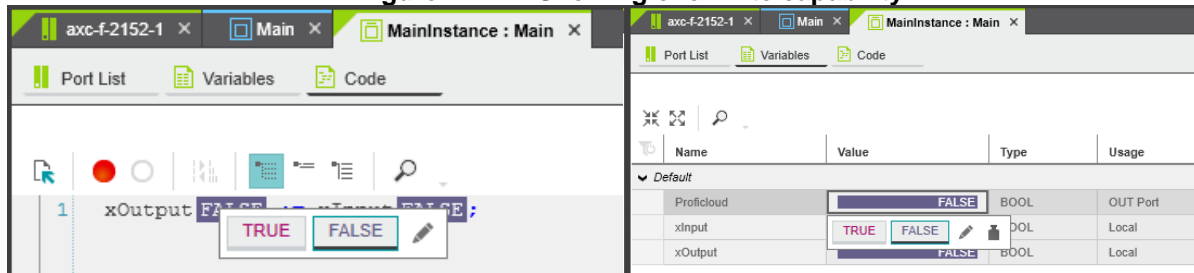 axc-f-2152-1 × Main × MainInstance : Main ×
Port List Variables Code
1 xOutput FALSE := xInput FALSE ;
TRUE FALSE
axc-f-2152-1 × Main × MainInstance : Main ×
Port List Variables Code
Name Value Type Usage
Default
Proficloud FALSE BOOL OUT Port
xInput Local
TRUE FALSE
xOutput FALSE BOOL Local